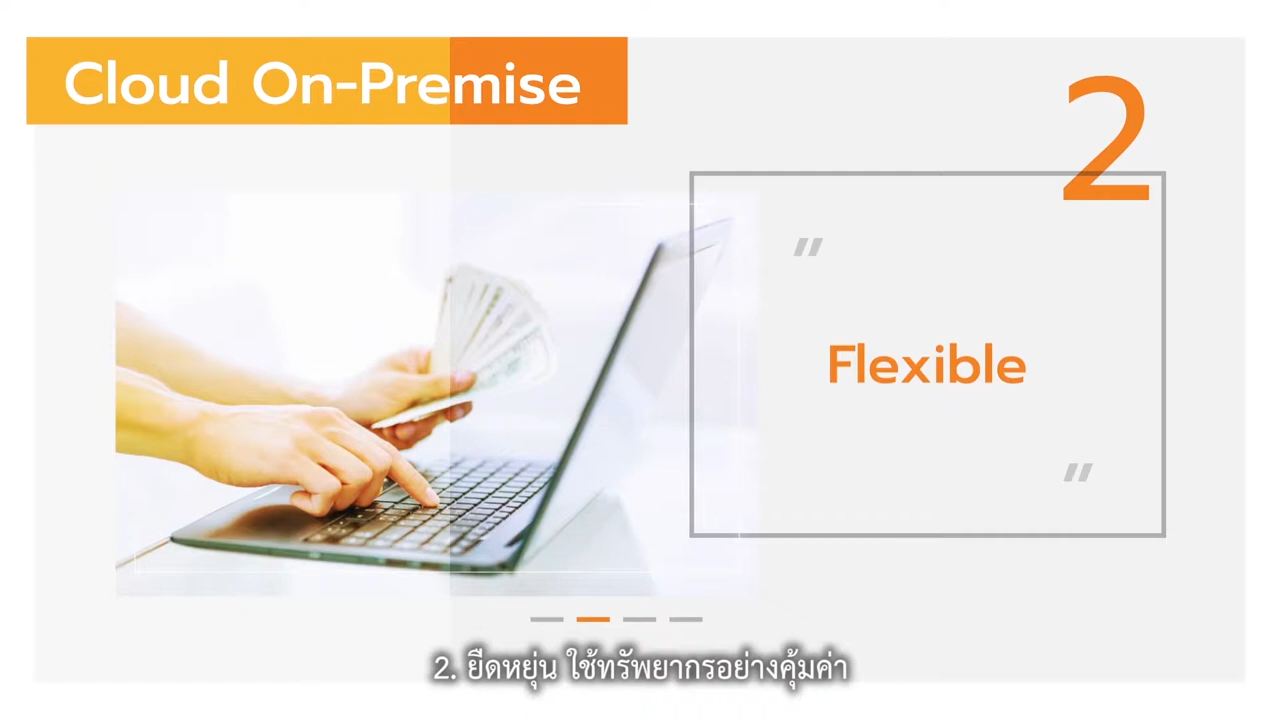 Cloud On-Premise
2
"
Flexible
"
2. ยืดหยุ่น ใช้ทรัพยากรอย่างคุ้มค่า